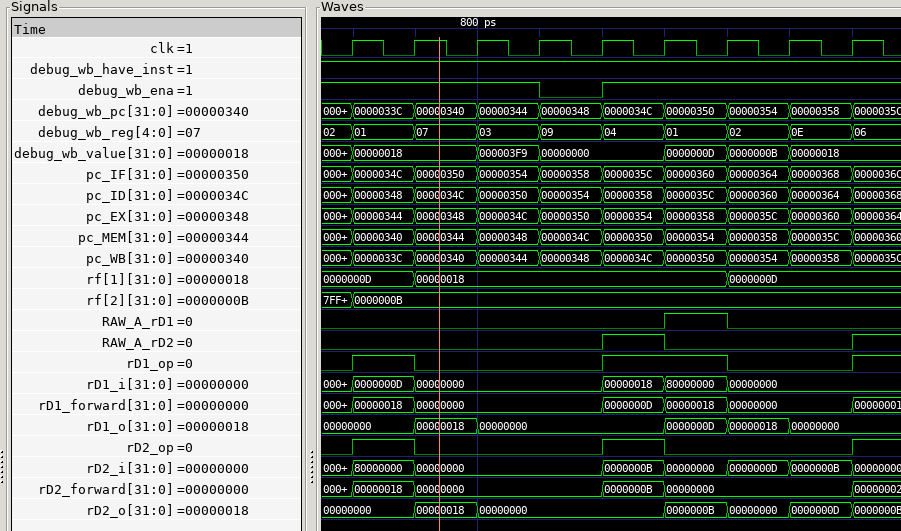 Signals Waves
Time 800 ps
clk =1
debug_wb_have_inst =1
debug_wb_ena =1
debug_wb_pc[31:0] =00000340 000+ 0000033C 00000340 00000344 00000348 0000034C 00000350 00000354 00000358 0000035C
debug_wb_reg[4:0] =07 02 01 07 03 09 04 01 02 0E 06
debug_wb_value[31:0] =00000018 000+ 00000018 000003F9 00000000 0000000D 0000000B 00000018
pc_IF[31:0] =00000350 000+ 0000034C 00000350 00000354 00000358 0000035C 00000360 00000364 00000368 0000036C
pc_ID[31:0] =0000034C 000+ 00000348 0000034C 00000350 00000354 00000358 0000035C 00000360 00000364 00000368
pc_EX[31:0] =00000348 000+ 00000344 00000348 0000034C 00000350 00000354 00000358 0000035C 00000360 00000364
pc_MEM[31:0] =00000344 000+ 00000340 00000344 00000348 0000034C 00000350 00000354 00000358 0000035C 00000360
pc_WB[31:0] =00000340 000+ 0000033C 00000340 00000344 00000348 0000034C 00000350 00000354 00000358 0000035C
rf[1][31:0] =00000018 0000000D 00000018 0000000D
rf[2][31:0] =0000000B 7FF+ 0000000B
RAW_A_rD1 =0
RAW_A_rD2 =0
rD1_op =0
rD1_i[31:0] =00000000 000+ 0000000D 00000000 00000018 80000000 00000000
rD1_forward[31:0] =00000000 000+ 00000018 00000000 0000000D 00000018 00000000 00000001
rD1_o[31:0] =00000018 00000000 00000018 00000000 0000000D 00000018 00000000
rD2_op =0
rD2_i[31:0] =00000000 000+ 80000000 00000000 0000000B 00000000 0000000D 0000000B 00000000
rD2_forward[31:0] =00000000 000+ 00000018 00000000 0000000B 00000000 00000002
rD2_o[31:0] =00000018 00000000 00000018 00000000 0000000B 00000000 0000000D 0000000B